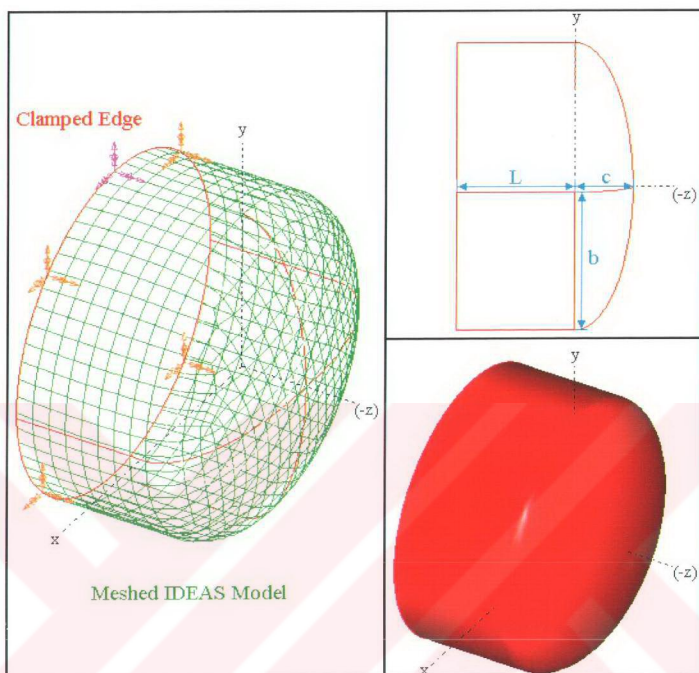 Clamped Edge
y
(-z)
x
Meshed IDEAS Model
y
L
c
(-z)
b
y
(-z)
x